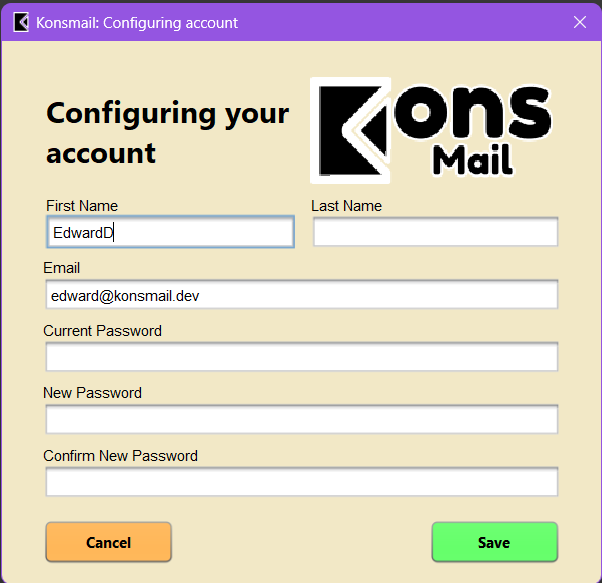 Konsmail: Configuring account
Configuring your
account
Kons
Mail
First Name
Last Name
EdwardD
Email
edward@konsmail.dev
Current Password
New Password
Confirm New Password
Cancel
Save